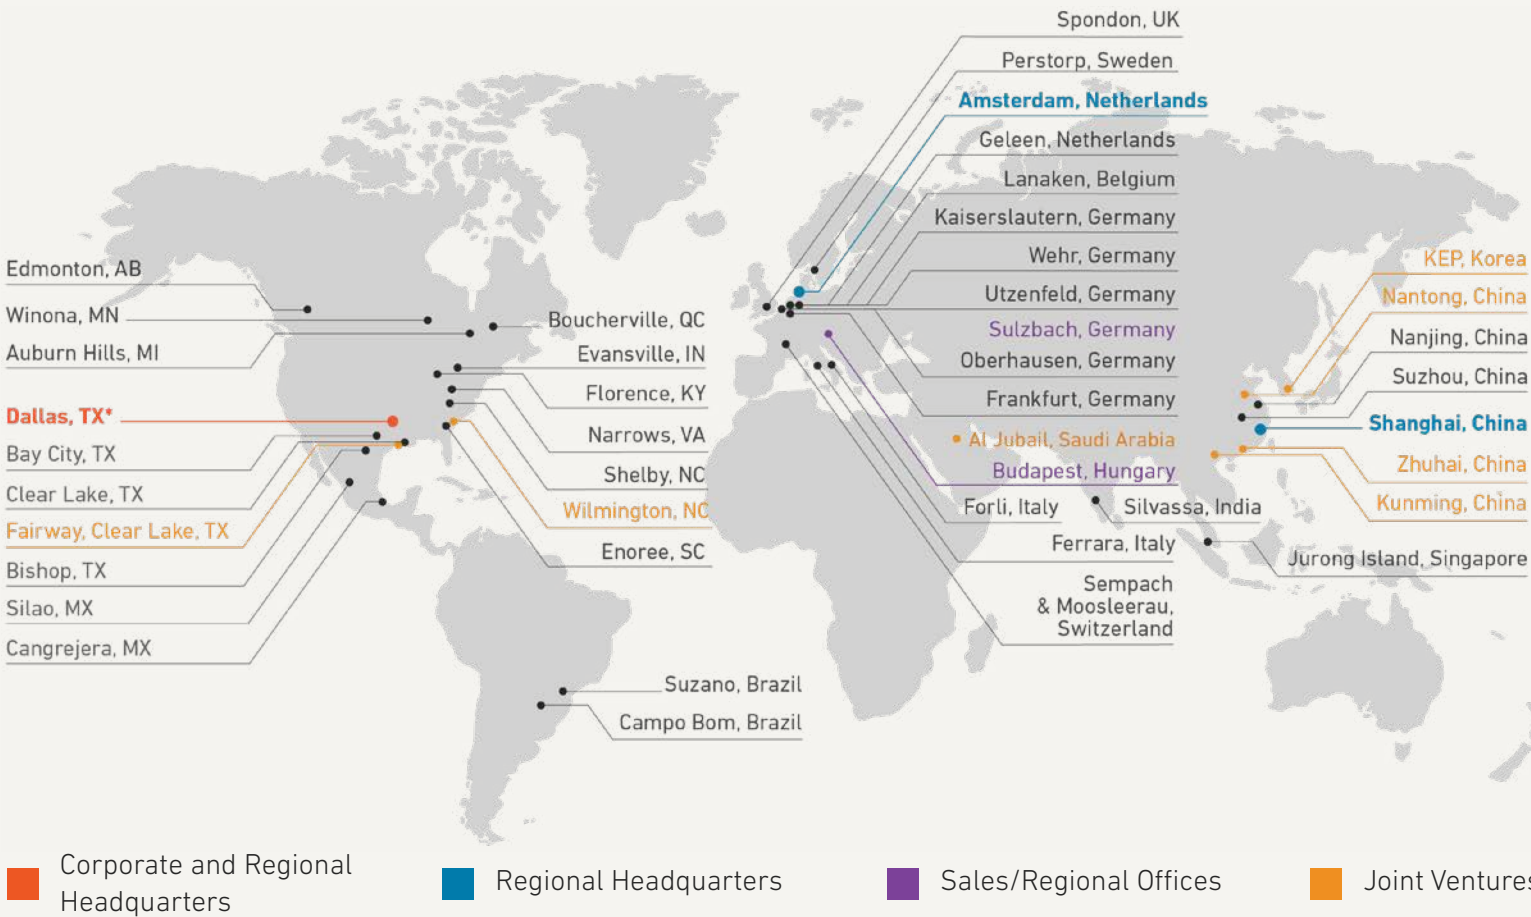 Spondon, UK
Perstorp, Sweden
Amsterdam, Netherlands
Geleen, Netherlands
Lanaken, Belgium
Kaiserslautern, Germany
Wehr, Germany
Utzenfeld, Germany
Sulzbach, Germany
Oberhausen, Germany
Frankfurt, Germany
Al Jubail, Saudi Arabia
Budapest, Hungary
Forli, Italy
Silvassa, India
Ferrara, Italy
Sempach
& Moosleerau,
Switzerland
Edmonton, AB
Winona, MN
Auburn Hills, MI
Dallas, TX*
Bay City, TX
Clear Lake, TX
Fairway, Clear Lake, TX
Bishop, TX
Silao, MX
Cangrejera, MX
Boucherville, QC
Evansville, IN
Florence, KY
Narrows, VA
Shelby, NC
Wilmington, NC
Enoree, SC
Suzano, Brazil
Campo Bom, Brazil
KEP, Korea
Nantong, China
Nanjing, China
Suzhou, China
Shanghai, China
Zhuhai, China
Kunming, China
Jurong Island, Singapore
Corporate and Regional
Headquarters
Regional Headquarters
Sales/Regional Offices
Joint Ventures